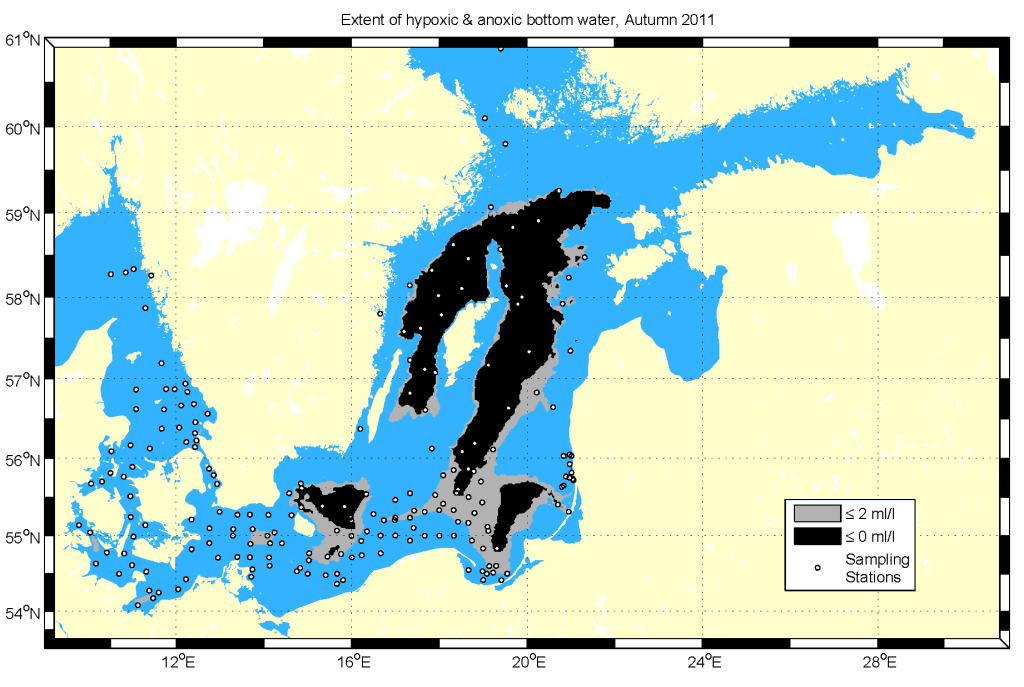 Extent of hypoxic & anoxic bottom water, Autumn 2011
61°N
60°N
59°N
58°N
57°N
56°N
55°N
54°N
≤ 2 ml/l
≤ 0 ml/l
Sampling
Stations
12°E
16°E
20°E
24°E
28°E